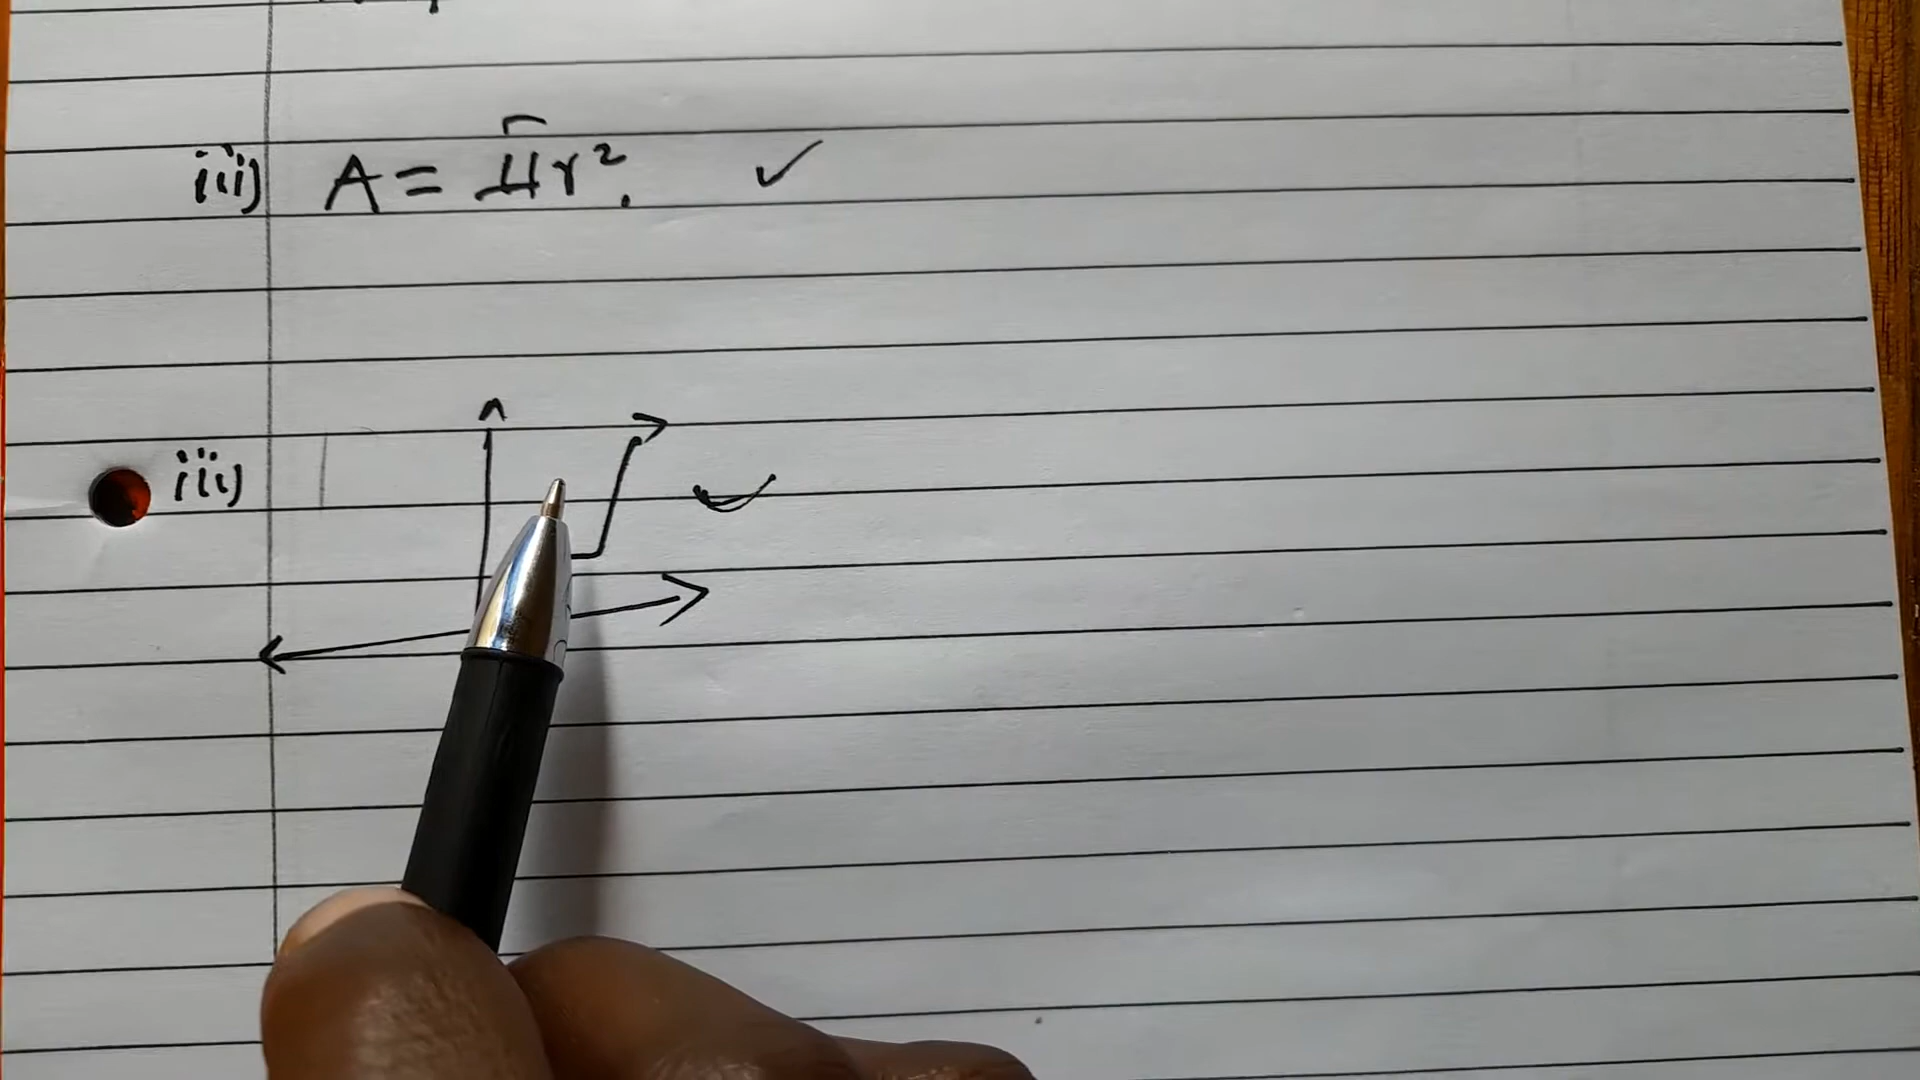 iii) A = πr².
iii)